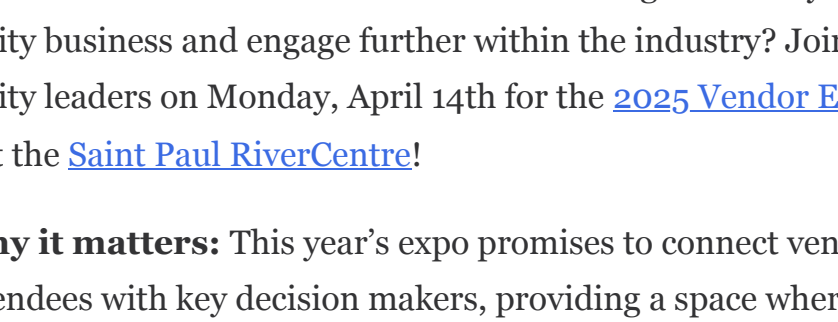 ity business and engage further within the industry? Join
ity leaders on Monday, April 14th for the 2025 Vendor E
t the Saint Paul RiverCentre!
hy it matters: This year's expo promises to connect ven
endees with key decision makers, providing a space wher